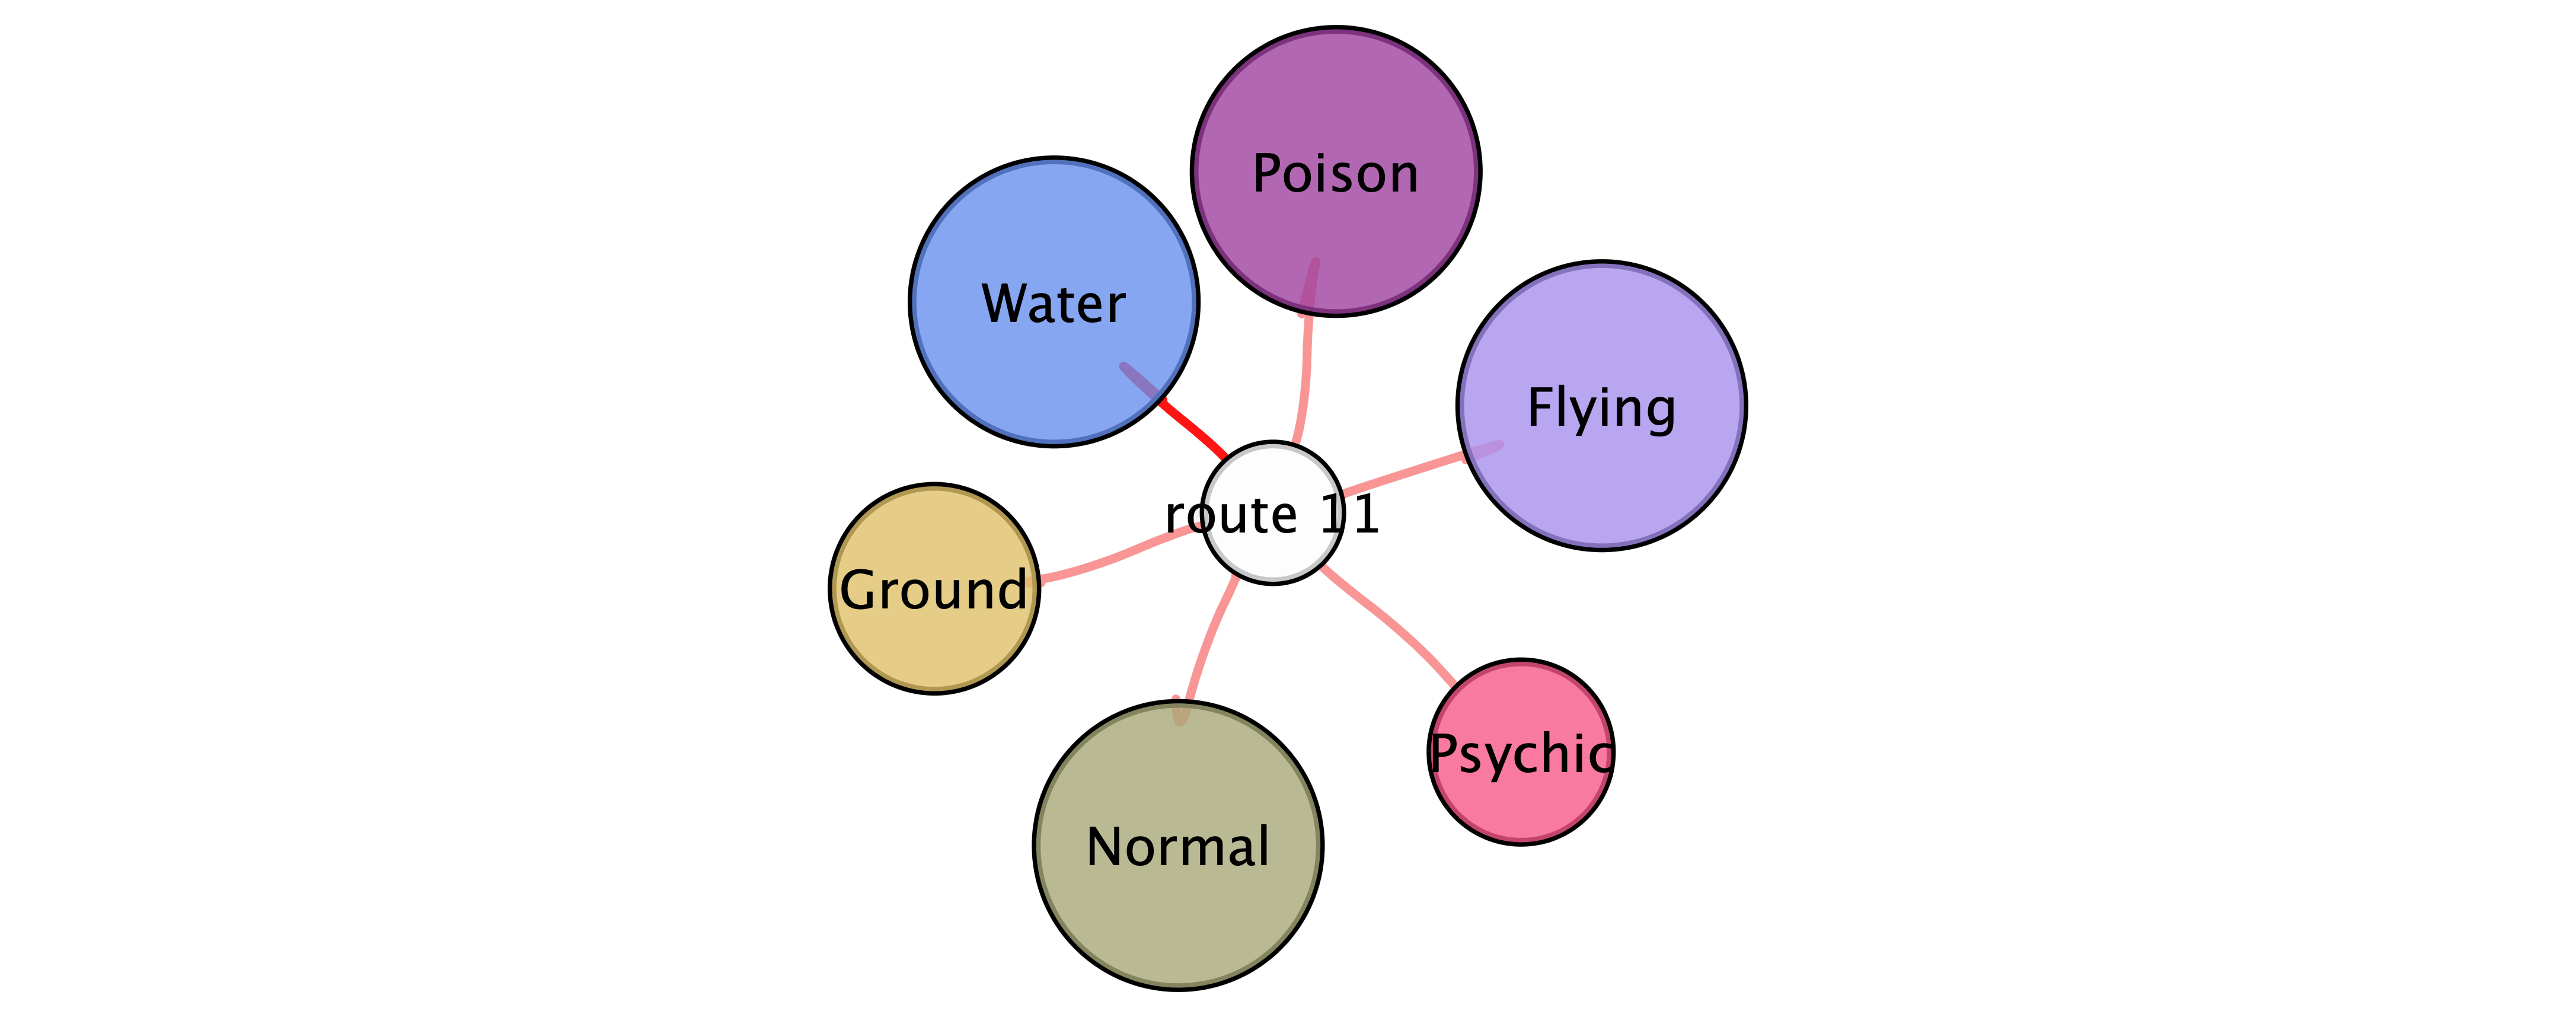 Poison
Water
Flying
route 11
Ground
Psychic
Normal